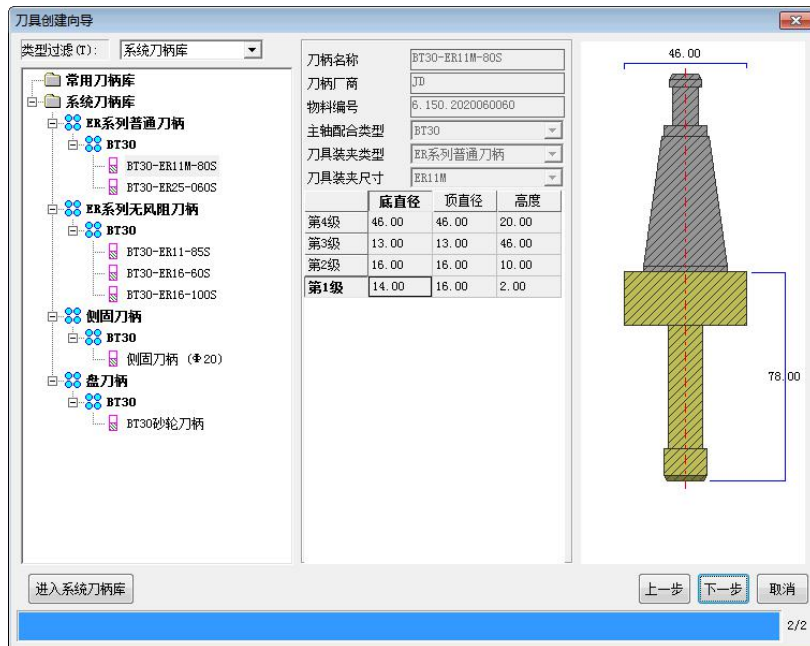 刀具创建向导
类型过滤(T): 系统刀柄库
常用刀柄库
系统刀柄库
ER系列普通刀柄
BT30
BT30-ER11M-80S
BT30-ER25-060S
ER系列无风阻刀柄
BT30
BT30-ER11-85S
BT30-ER16-60S
BT30-ER16-100S
侧固刀柄
BT30
侧固刀柄 (Φ20)
盘刀柄
BT30
BT30砂轮刀柄
刀柄名称 BT30-ER11M-80S
刀柄厂商 JD
物料编号 6.150.2020060060
主轴配合类型 BT30
刀具装夹类型 ER系列普通刀柄
刀具装夹尺寸 ER11M
底直径 顶直径 高度
第4级 46.00 46.00 20.00
第3级 13.00 13.00 46.00
第2级 16.00 16.00 10.00
第1级 14.00 16.00 2.00
46.00
78.00
进入系统刀柄库
上一步 下一步 取消
2/2